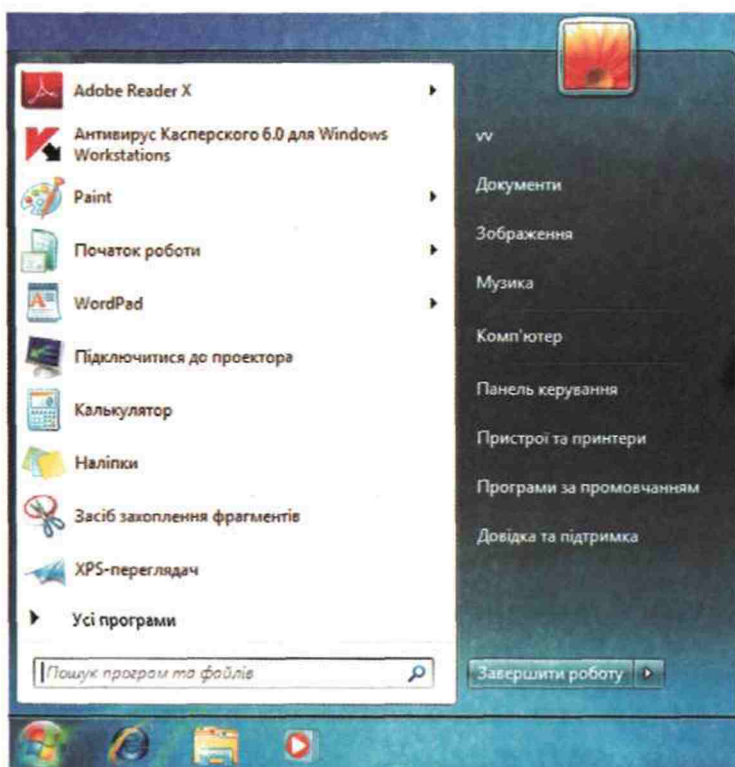 Adobe Reader X
Антивирус Касперского 6.0 для Windows
Workstations
Paint
Початок роботи
WordPad
Підключитися до проектора
Калькулятор
Наліпки
Засіб захоплення фрагментів
XPS-переглядач
Усі програми
Пошук програм та файлів
vv
Документи
Зображення
Музика
Комп'ютер
Панель керування
Пристрої та принтери
Програми за промовчанням
Довідка та підтримка
Завершити роботу